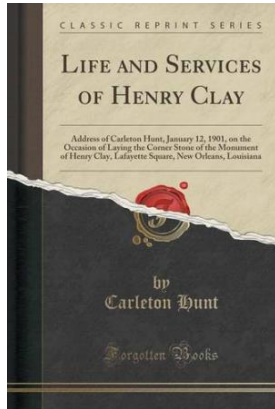 CLASSIC REPRINT SERIES
LIFE AND SERVICES
OF HENRY CLAY
Address of Carleton Hunt, January 12, 1901, on the
Occasion of Laying the Corner Stone of the Monument
of Henry Clay, Lafayette Square, New Orleans, Louisiana
by
Carleton Hunt
Forgotten Books